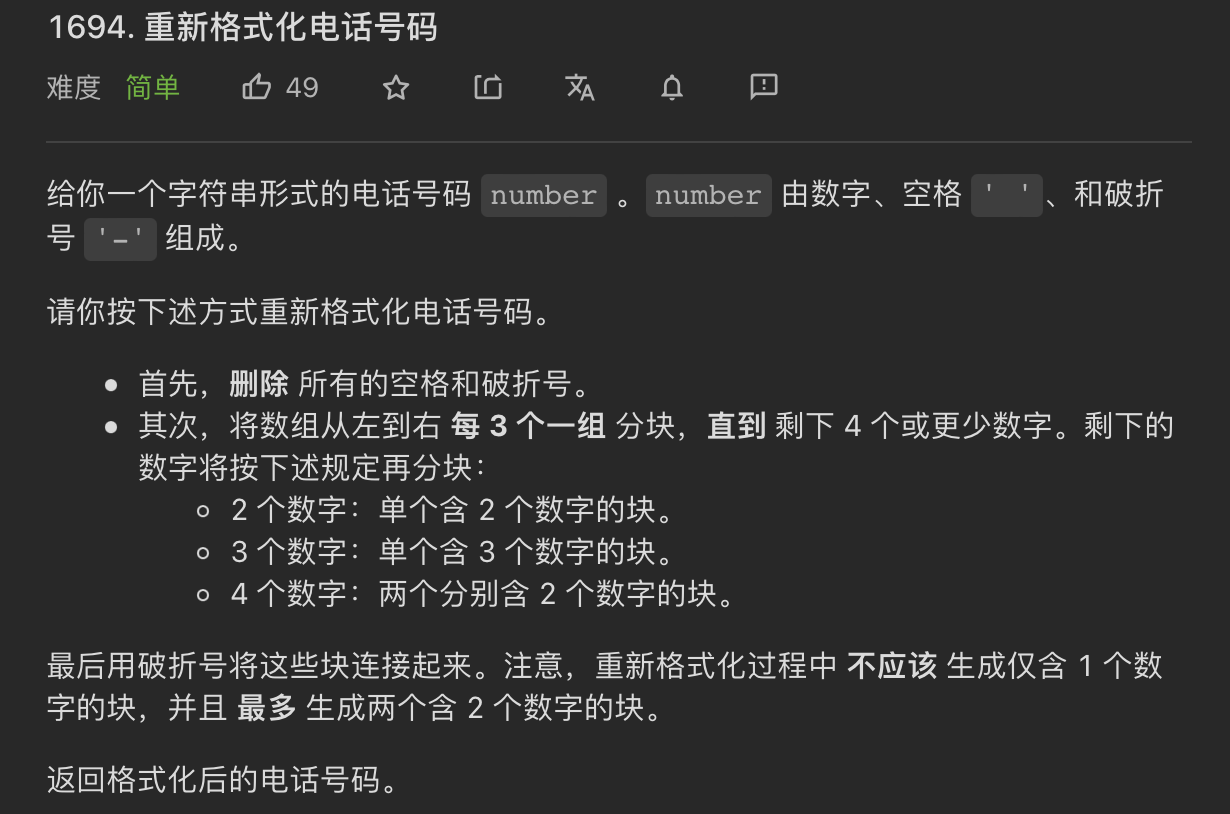 1694. 重新格式化电话号码
难度 简单 49
给你一个字符串形式的电话号码 number 。number 由数字、空格 ' '、和破折
号 '-' 组成。
请你按下述方式重新格式化电话号码。
首先，删除 所有的空格和破折号。
其次，将数组从左到右 每 3 个一组 分块，直到 剩下 4 个或更少数字。剩下的
数字将按下述规定再分块：
2 个数字：单个含 2 个数字的块。
3 个数字：单个含 3 个数字的块。
4 个数字：两个分别含 2 个数字的块。
最后用破折号将这些块连接起来。注意，重新格式化过程中 不应该 生成仅含 1 个数
字的块，并且 最多 生成两个含 2 个数字的块。
返回格式化后的电话号码。